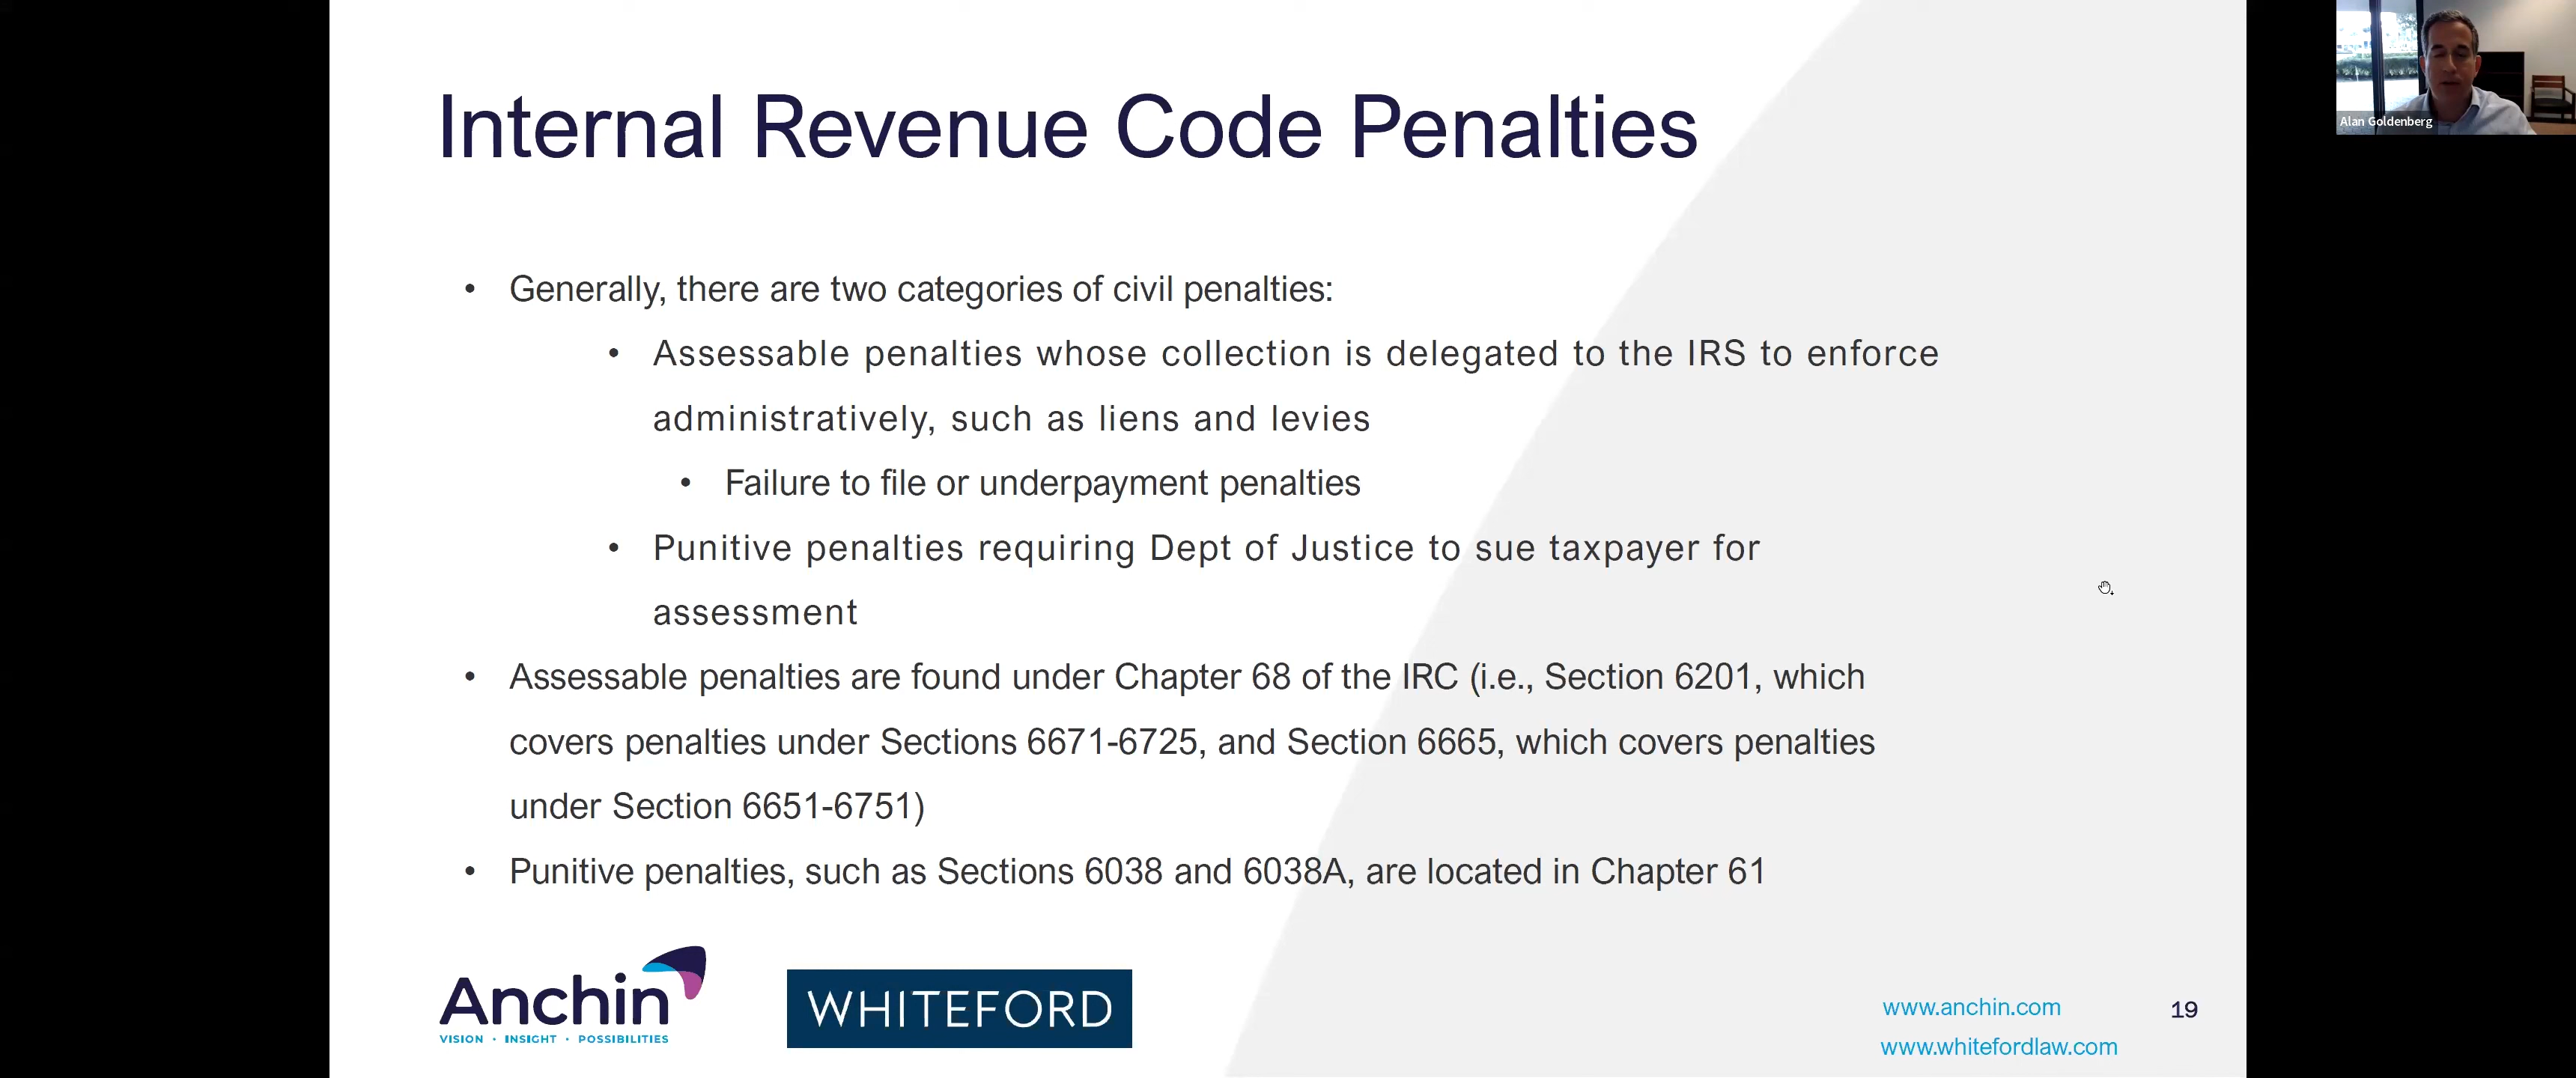 Internal Revenue Code Penalties
Alan Goldenberg
• Generally, there are two categories of civil penalties:
• Assessable penalties whose collection is delegated to the IRS to enforce
administratively, such as liens and levies
• Failure to file or underpayment penalties
• Punitive penalties requiring Dept of Justice to sue taxpayer for
assessment
• Assessable penalties are found under Chapter 68 of the IRC (i.e., Section 6201, which
covers penalties under Sections 6671-6725, and Section 6665, which covers penalties
under Section 6651-6751)
• Punitive penalties, such as Sections 6038 and 6038A, are located in Chapter 61
Anchin
VISION · INSIGHT · POSSIBILITIES
WHITEFORD
www.anchin.com
19
www.whitefordlaw.com